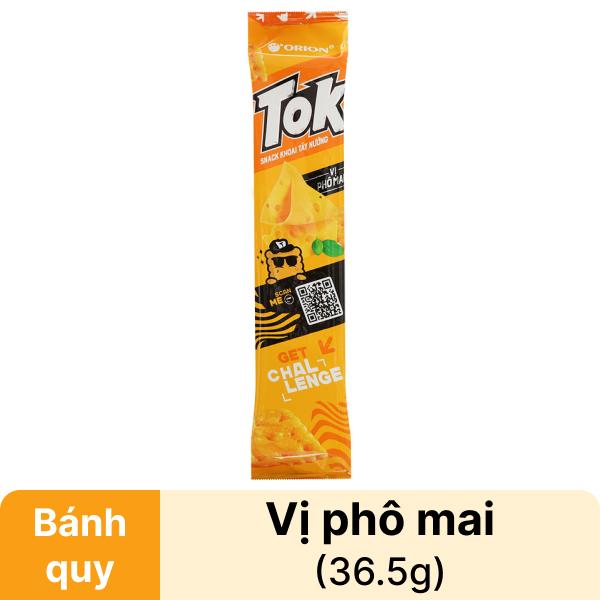 ORION
ToK
SNACK KHOAI TÂY NƯỚNG
VỊ
PHÔ MAI
SCAN
ME
GET
CHAL
LENGE
Bánh
quy
Vị phô mai
(36.5g)